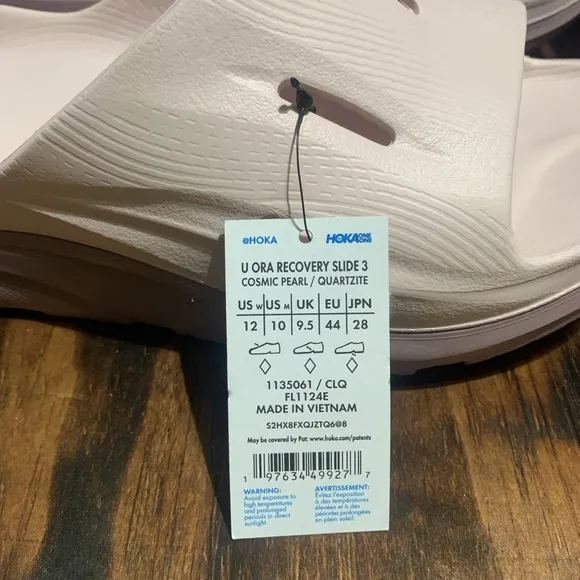 @HOKA HOKA ONE ONE
U ORA RECOVERY SLIDE 3
COSMIC PEARL / QUARTZITE
US W US M UK EU JPN
12 10 9.5 44 28
1135061 / CLQ
FL1124E
MADE IN VIETNAM
S2HX8FXQJZTQ6@8
May be covered by Pat: www.hoka.com/patents
1 97634 49927 7
WARNING:
Avoid exposure to
high temperatures
and prolonged
periods in direct
sunlight.
AVERTISSEMENT:
Évitez l'exposition
à des températures
élevées et à des
périodes prolongées
en plein soleil.